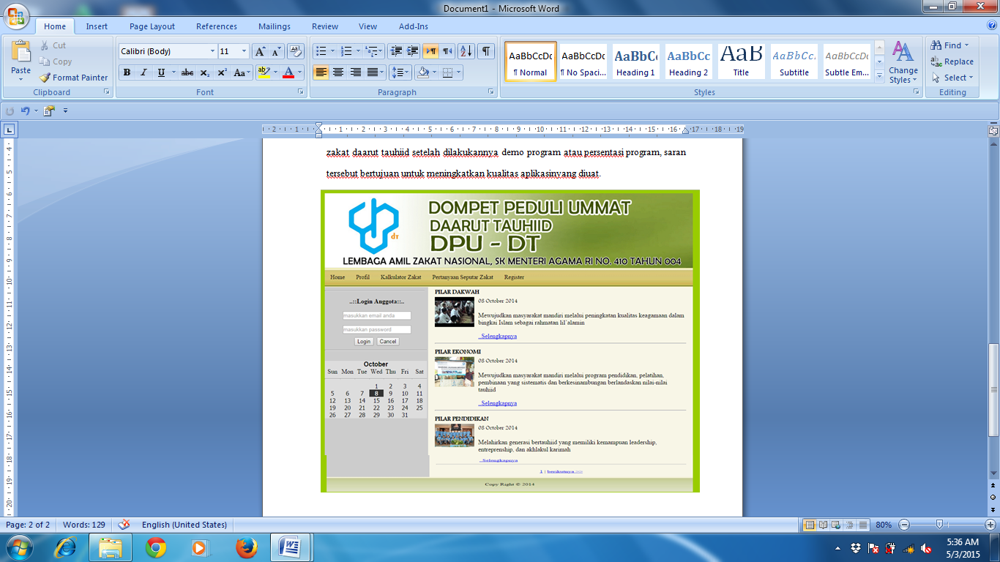 Document1 - Microsoft Word
Home Insert Page Layout References Mailings Review View Add-Ins
Paste
Cut
Copy
Format Painter
Clipboard
Calibri (Body) 11
B I U abc x₂ x² Aa
Font
Paragraph
AaBbCcDc AaBbCcDc AaBbCc AaBbCc AaB AaBbCc. AaBbCcDc
¶ Normal ¶ No Spaci... Heading 1 Heading 2 Title Subtitle Subtle Em...
Change Styles
Styles
Find
Replace
Select
Editing
2 1 1 2 3 4 5 6 7 8 9 10 11 12 13 14 15 16 17 18 19
zakat daarut tauhiid setelah dilakukannya demo program atau persentasi program, saran
tersebut bertujuan untuk meningkatkan kualitas aplikasinyang diuat.
DOMPET PEDULI UMMAT
DAARUT TAUHIID
DPU - DT
dt
LEMBAGA AMIL ZAKAT NASIONAL, SK MENTERI AGAMA RI NO. 410 TAHUN 004
Home Profil Kalkulator Zakat Pertanyaan Seputar Zakat Register
..::Login Anggota::..
masukkan email anda
masukkan password
Login Cancel
October
Sun Mon Tue Wed Thu Fri Sat
1 2 3 4
5 6 7 8 9 10 11
12 13 14 15 16 17 18
19 20 21 22 23 24 25
26 27 28 29 30 31
PILAR DAKWAH
08 October 2014
Mewujudkan masyarakat mandiri melalui peningkatan kualitas keagamaan dalam
bingkai Islam sebagai rahmatan lil`alamin
..Selengkapnya
PILAR EKONOMI
08 October 2014
Mewujudkan masyarakat mandiri melalui program pendidikan, pelatihan,
pembinaan yang sistematis dan berkesinambungan berlandaskan nilai-nilai
tauhiid
..Selengkapnya
PILAR PENDIDIKAN
08 October 2014
Melahirkan generasi bertauhiid yang memiliki kemampuan leadership,
entreprenship, dan akhlakul karimah
..Selengkapnya
1 | berikutnya >>>
Copy Right © 2014
Page: 2 of 2 Words: 129 English (United States) 80%
5:36 AM
5/3/2015